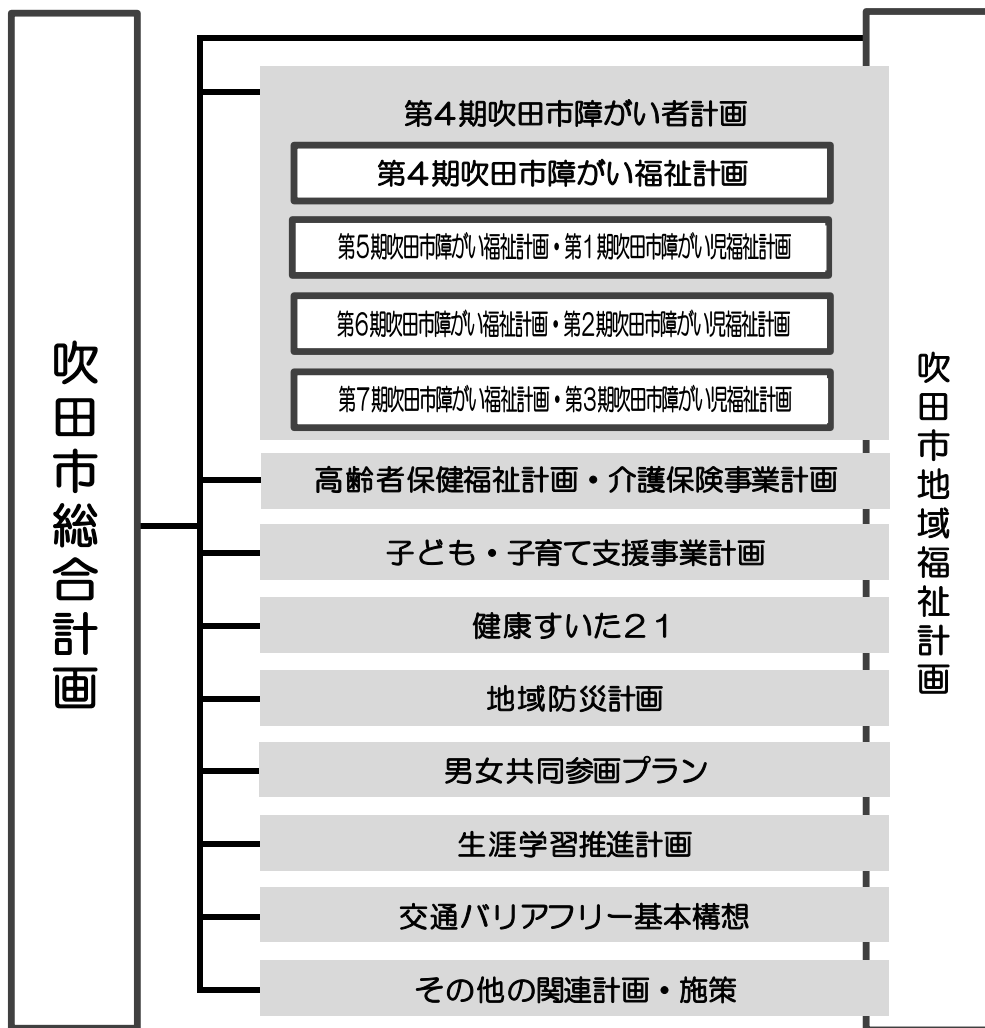 吹田市総合計画
第4期吹田市障がい者計画
第4期吹田市障がい福祉計画
第5期吹田市障がい福祉計画・第1期吹田市障がい児福祉計画
第6期吹田市障がい福祉計画・第2期吹田市障がい児福祉計画
第7期吹田市障がい福祉計画・第3期吹田市障がい児福祉計画
高齢者保健福祉計画・介護保険事業計画
子ども・子育て支援事業計画
健康すいた２１
地域防災計画
男女共同参画プラン
生涯学習推進計画
交通バリアフリー基本構想
その他の関連計画・施策
吹田市地域福祉計画